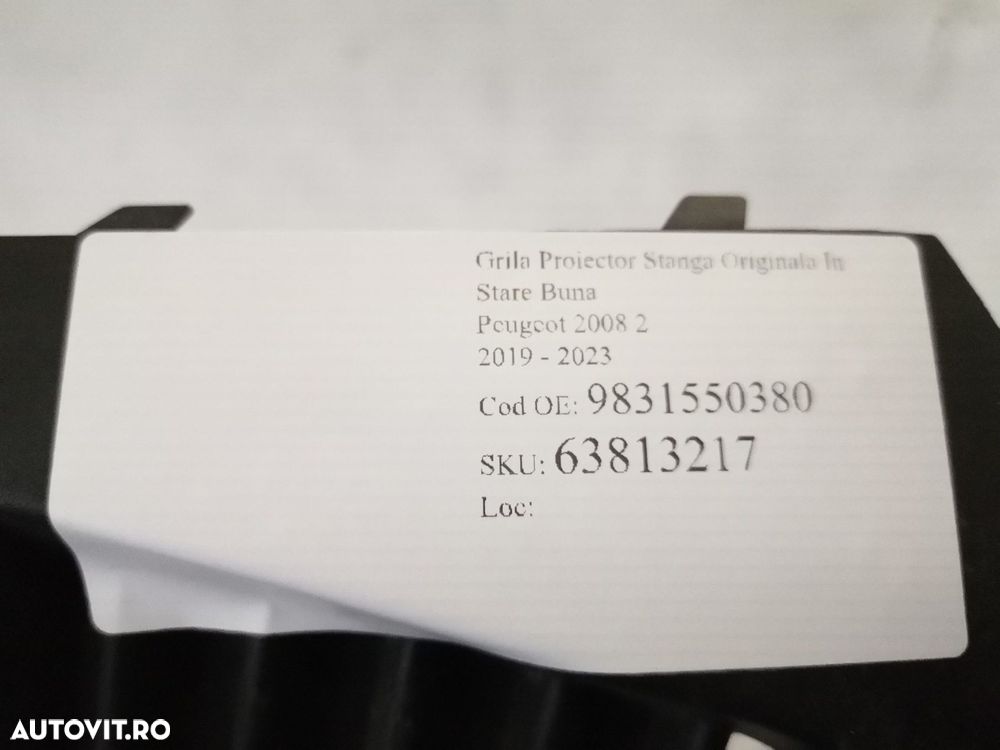 Grila Proiector Stanga Originala In
Stare Buna
Peugeot 2008 2
2019 - 2023
Cod OE: 9831550380
SKU: 63813217
Loc:
AUTOVIT.RO